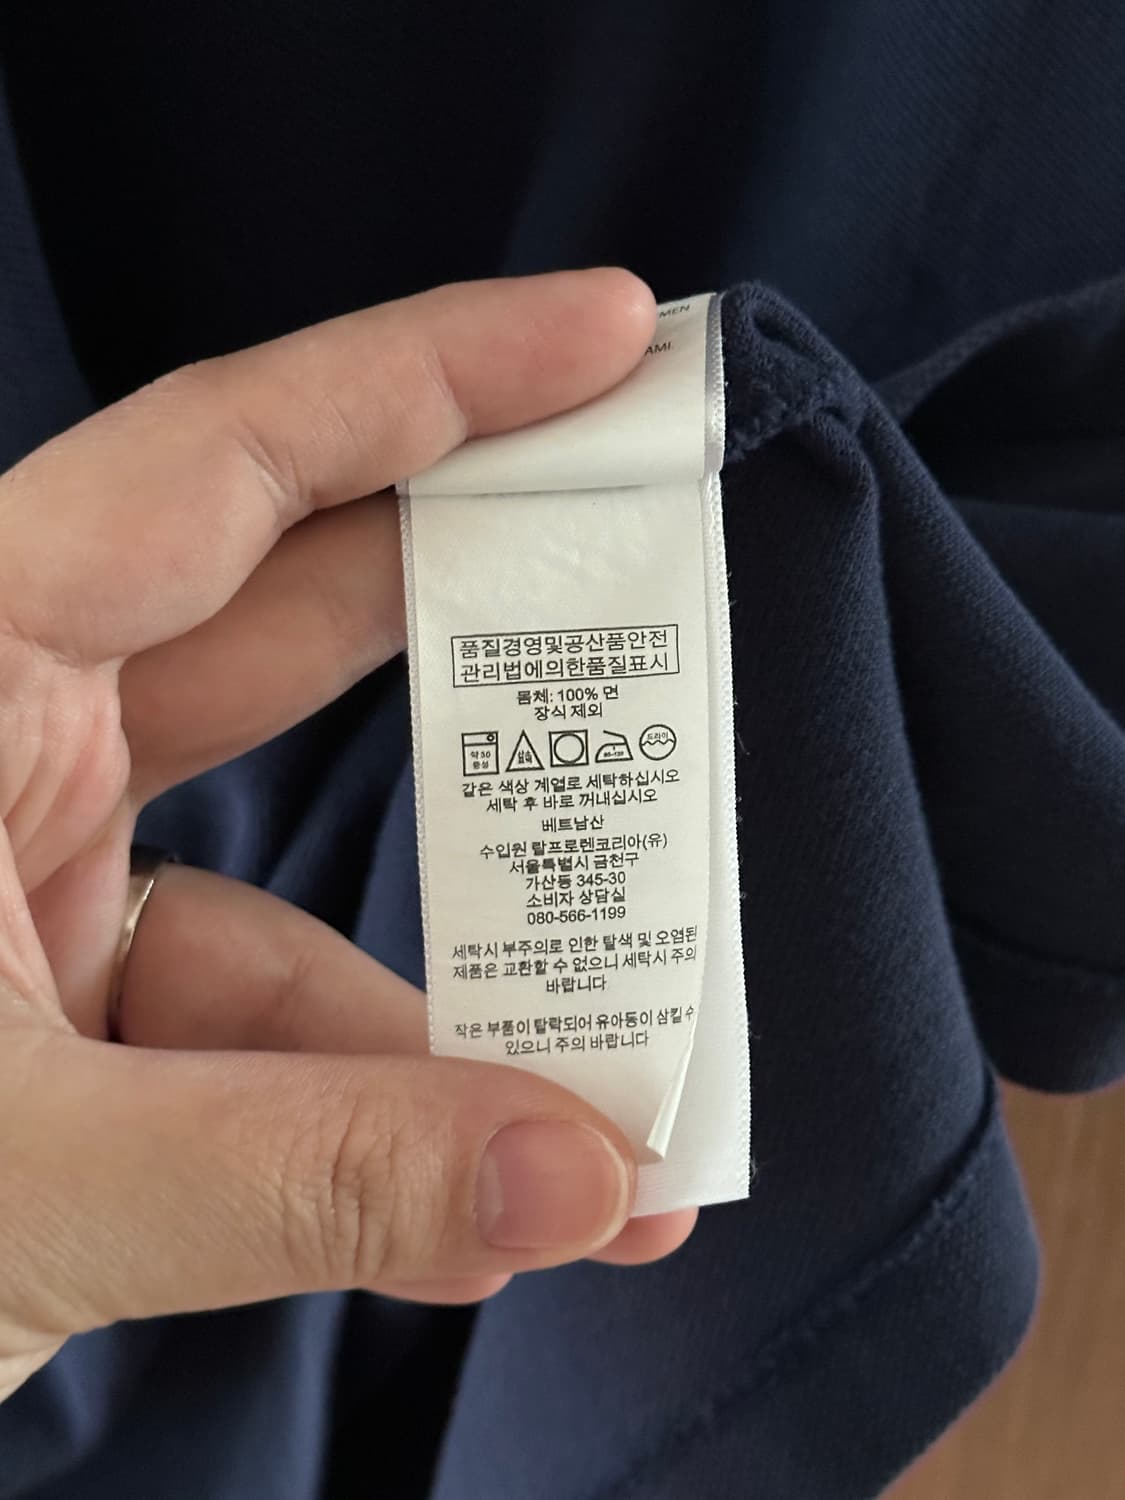 MEN
AMI.
품질경영및공산품안전
관리법에의한품질표시
몸체: 100% 면
장식 제외
약 30
중성
드라이
80-120
같은 색상 계열로 세탁하십시오
세탁 후 바로 꺼내십시오
베트남산
수입원 랄프로렌코리아(유)
서울특별시 금천구
가산동 345-30
소비자 상담실
080-566-1199
세탁시 부주의로 인한 탈색 및 오염된
제품은 교환할 수 없으니 세탁시 주의
바랍니다
작은 부품이 탈락되어 유아동이 삼킬 수
있으니 주의 바랍니다